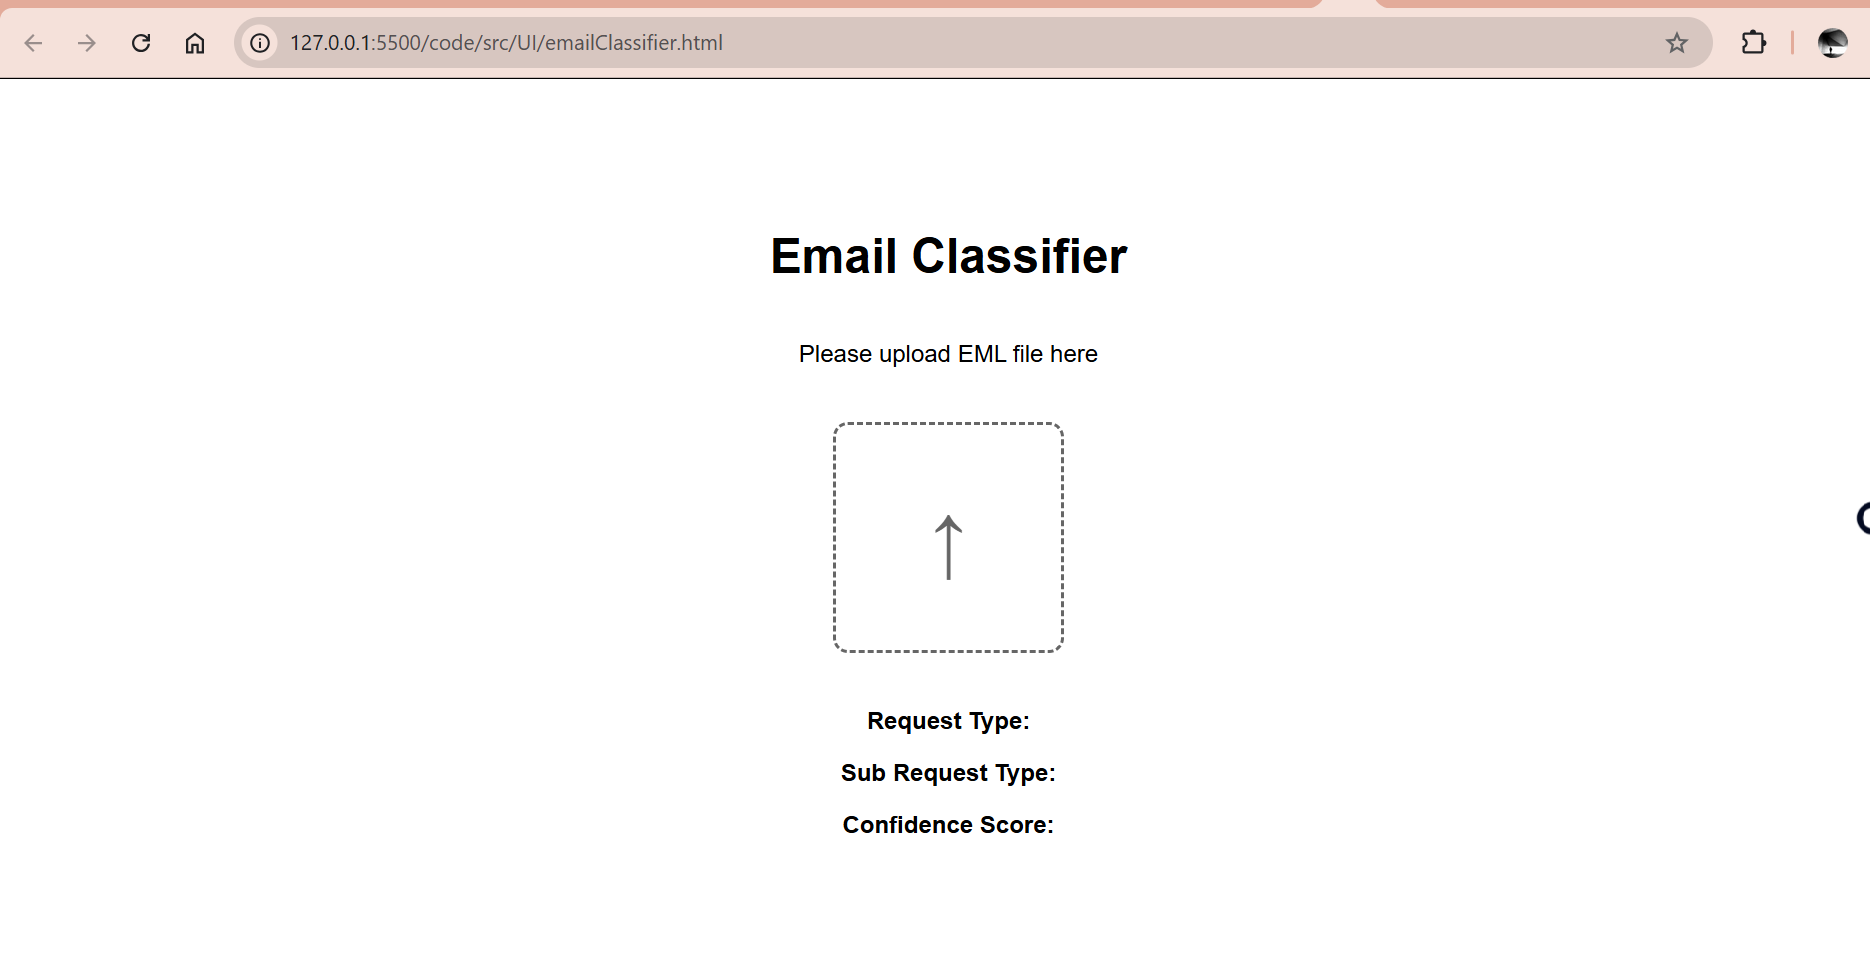 127.0.0.1:5500/code/src/UI/emailClassifier.html
Email Classifier
Please upload EML file here
Request Type:
Sub Request Type:
Confidence Score: